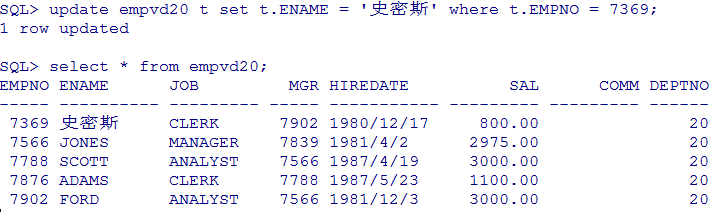 SQL> update empvd20 t set t.ENAME = '史密斯' where t.EMPNO = 7369;
1 row updated
SQL> select * from empvd20;
EMPNO ENAME      JOB         MGR HIREDATE          SAL      COMM DEPTNO
----- ---------- --------- ----- ----------- --------- --------- ------
 7369 史密斯     CLERK      7902 1980/12/17     800.00               20
 7566 JONES      MANAGER    7839 1981/4/2      2975.00               20
 7788 SCOTT      ANALYST    7566 1987/4/19     3000.00               20
 7876 ADAMS      CLERK      7788 1987/5/23     1100.00               20
 7902 FORD       ANALYST    7566 1981/12/3     3000.00               20